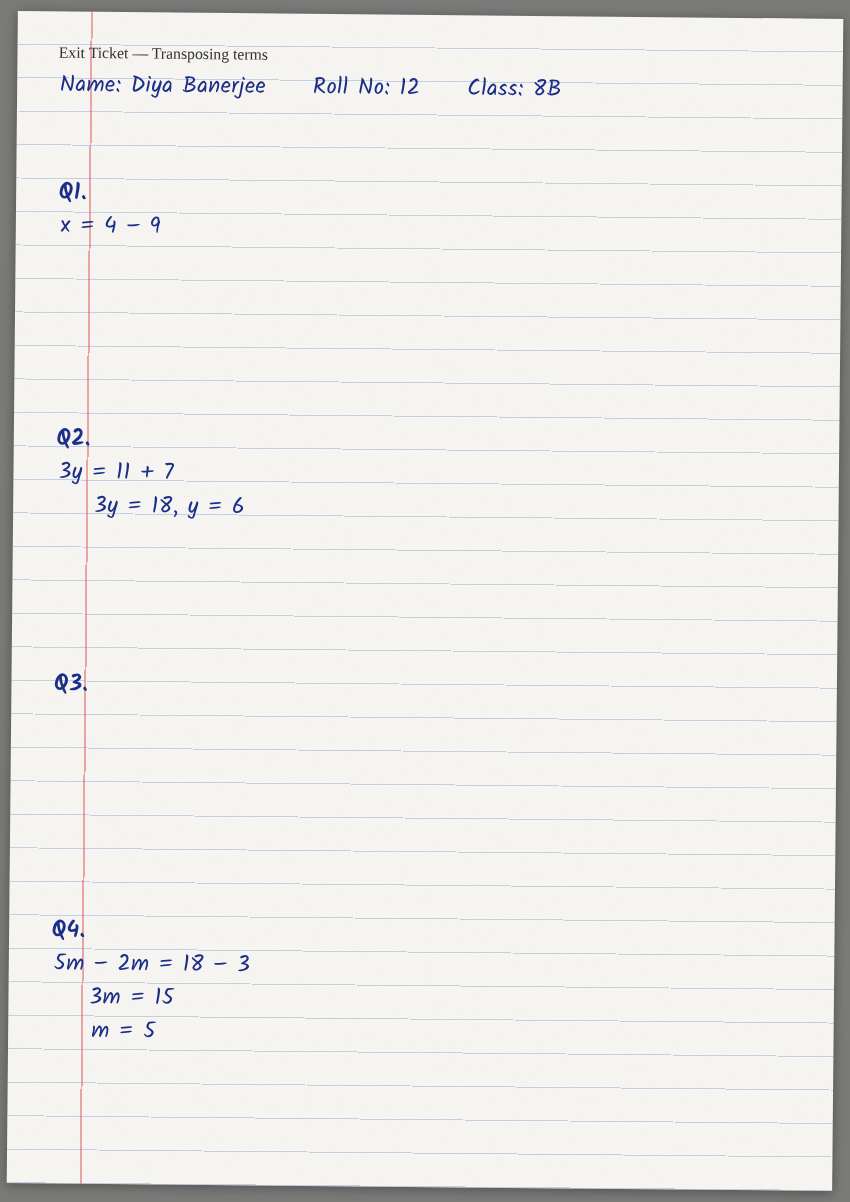 Exit Ticket — Transposing terms
Name: Diya Banerjee Roll No: 12 Class: 8B
Q1.
x = 4 − 9
Q2.
3y = 11 + 7
3y = 18, y = 6
Q3.
Q4.
5m − 2m = 18 − 3
3m = 15
m = 5